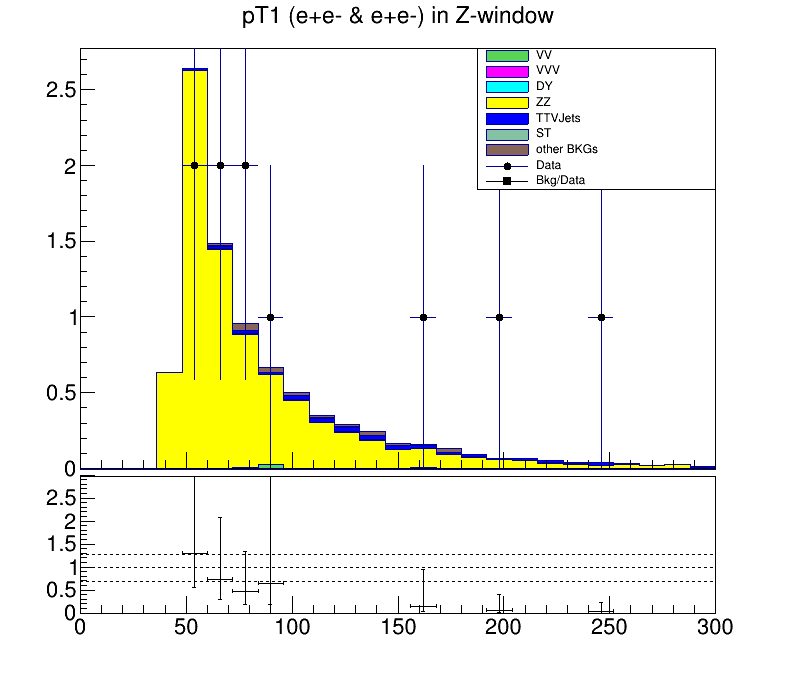 pT1 (e+e- & e+e-) in Z-window
VV
VVV
DY
ZZ
TTVJets
ST
other BKGs
Data
Bkg/Data
2.5
2
1.5
1
0.5
0
2.5
2
1.5
1
0.5
0
0 50 100 150 200 250 300